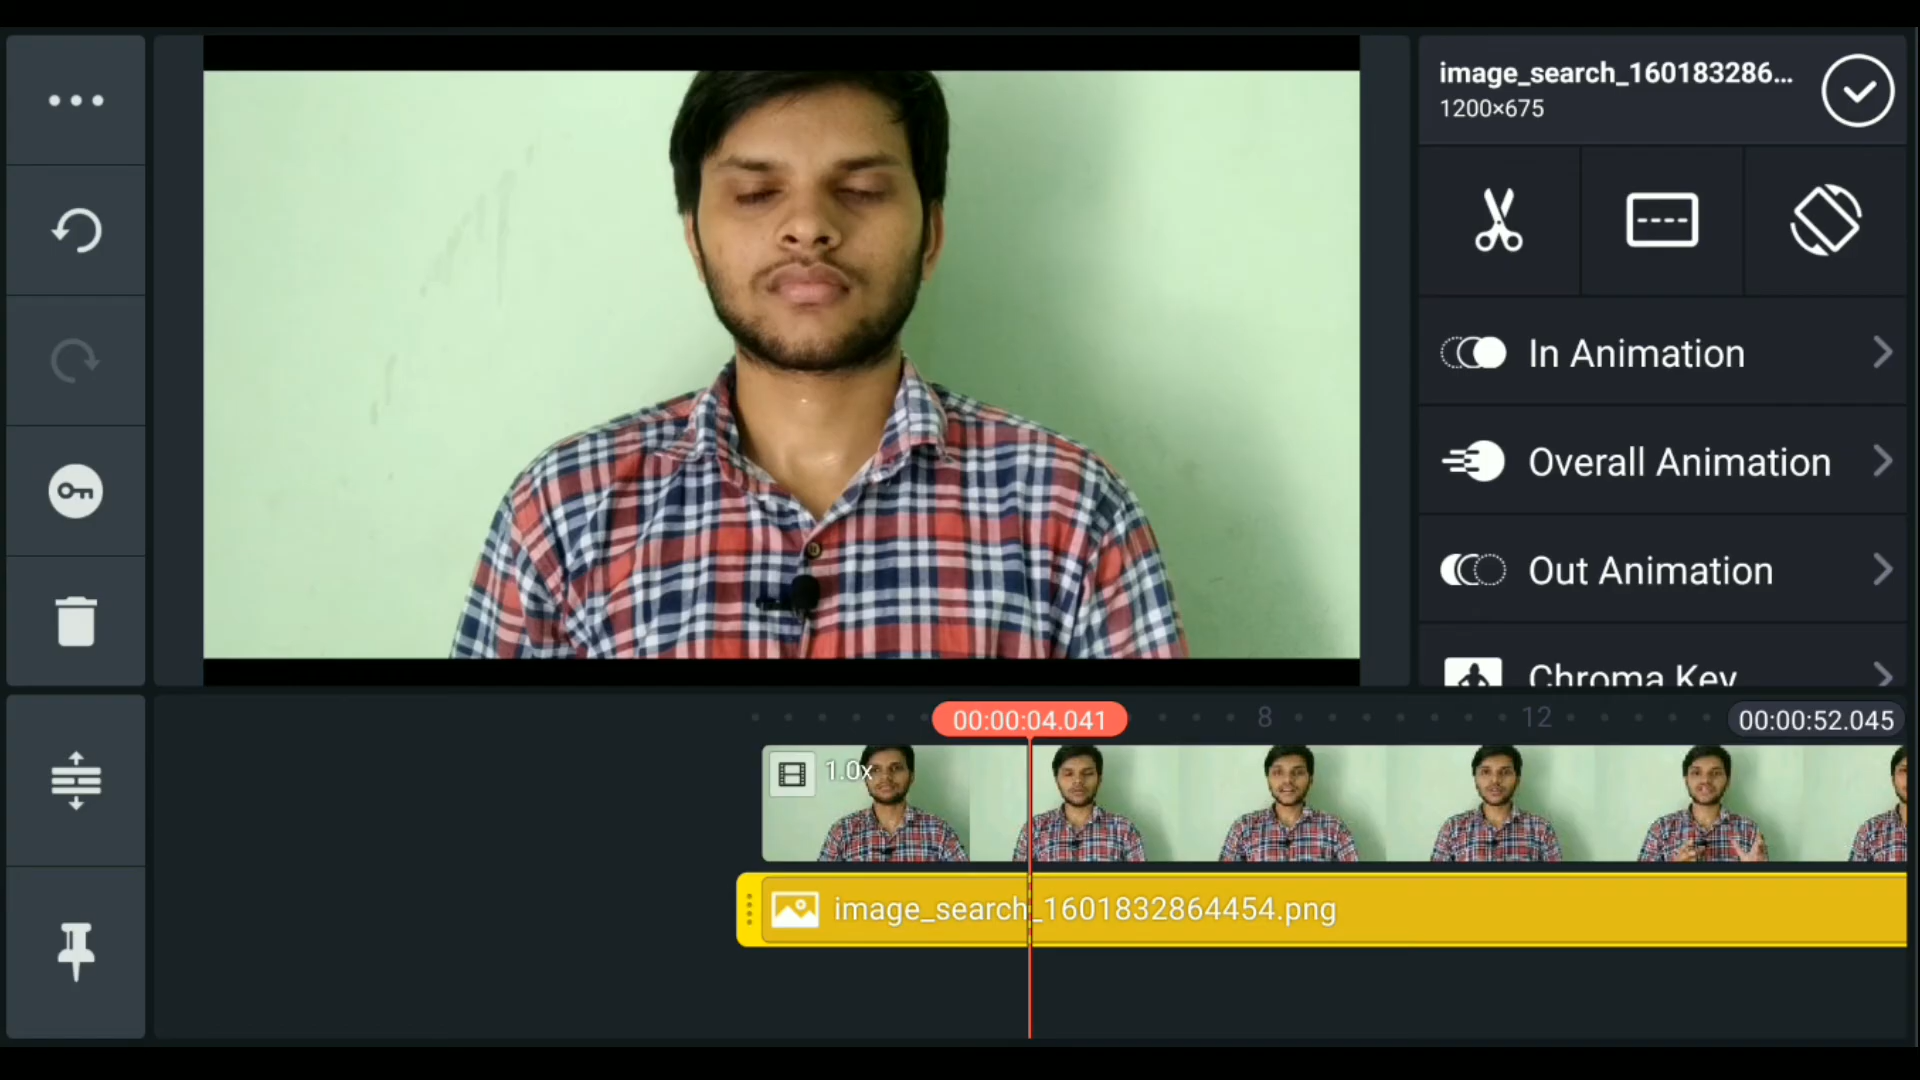 image_search_160183286...
1200×675
In Animation
Overall Animation
Out Animation
Chroma Key
00:00:04.041
8
12
00:00:52.045
1.0x
image_search_1601832864454.png